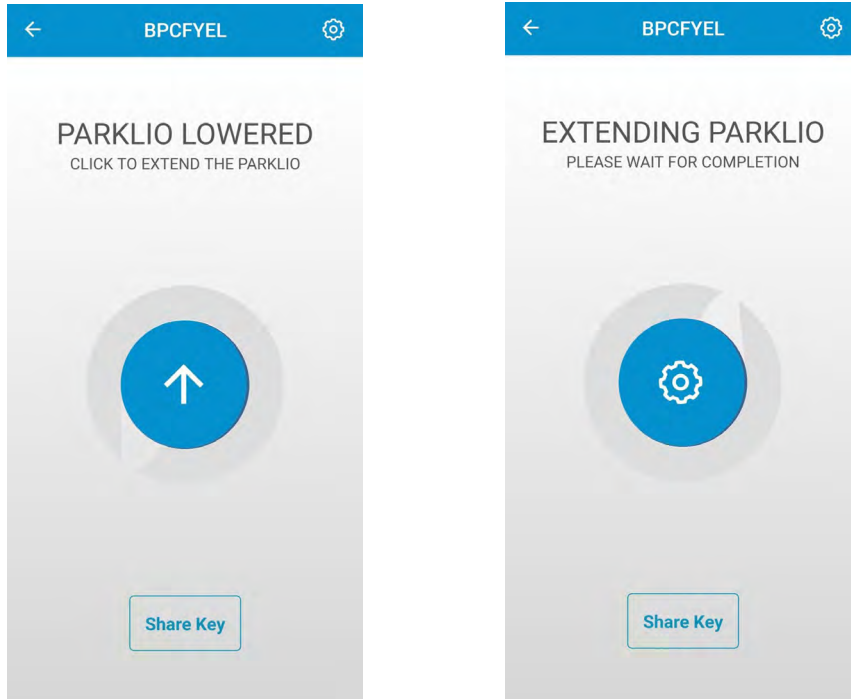 BPCFYEL
PARKLIO LOWERED
CLICK TO EXTEND THE PARKLIO
Share Key
BPCFYEL
EXTENDING PARKLIO
PLEASE WAIT FOR COMPLETION
Share Key